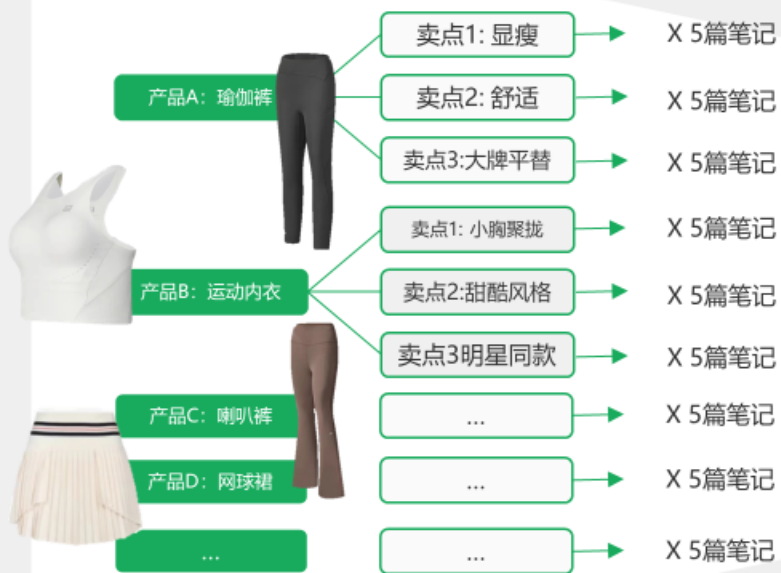 卖点1: 显瘦
X 5篇笔记
产品A：瑜伽裤
卖点2: 舒适
X 5篇笔记
卖点3:大牌平替
X 5篇笔记
卖点1: 小胸聚拢
X 5篇笔记
产品B：运动内衣
卖点2:甜酷风格
X 5篇笔记
卖点3明星同款
X 5篇笔记
产品C：喇叭裤
...
X 5篇笔记
产品D：网球裙
...
X 5篇笔记
...
...
X 5篇笔记